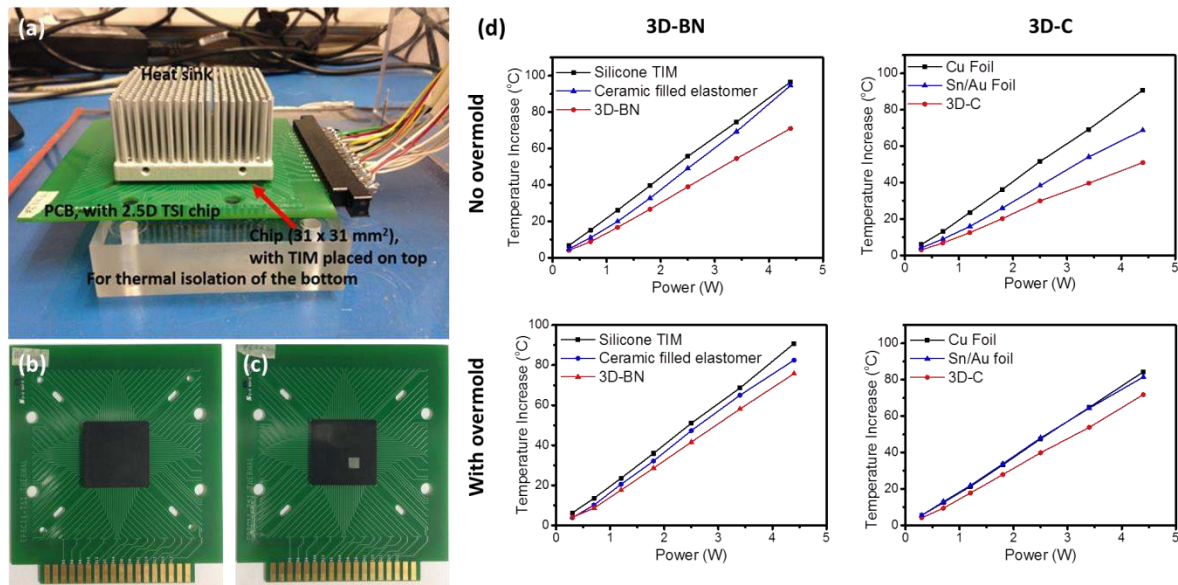 (a)
Heat sink
PCB, with 2.5D TSI chip
Chip (31 x 31 mm²),
with TIM placed on top
For thermal isolation of the bottom
(b)
(c)
(d)
3D-BN
3D-C
No overmold
Temperature Increase (°C)
100
80
60
40
20
0
Silicone TIM
Ceramic filled elastomer
3D-BN
0 1 2 3 4 5
Power (W)
Temperature Increase (°C)
100
80
60
40
20
0
Cu Foil
Sn/Au Foil
3D-C
0 1 2 3 4 5
Power (W)
With overmold
Temperature Increase (°C)
100
80
60
40
20
0
Silicone TIM
Ceramic filled elastomer
3D-BN
0 1 2 3 4 5
Power (W)
Temperature Increase (°C)
100
80
60
40
20
0
Cu Foil
Sn/Au foil
3D-C
0 1 2 3 4 5
Power (W)